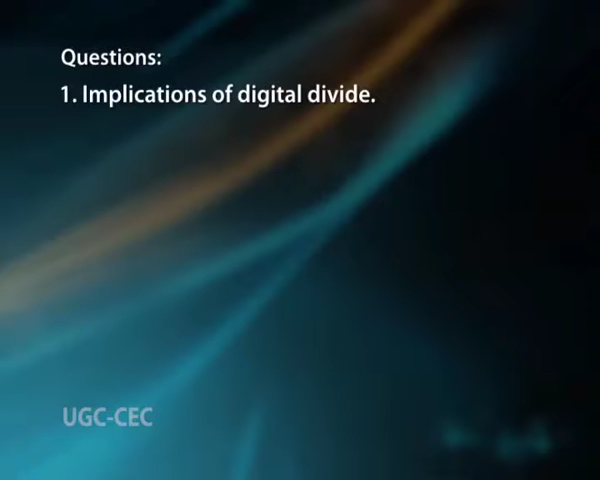 Questions:
1. Implications of digital divide.
UGC-CEC